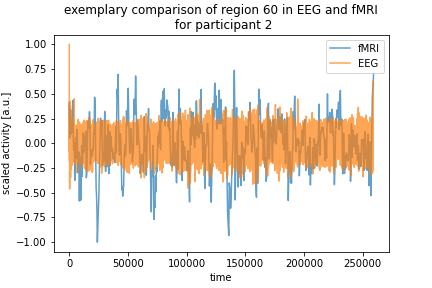 exemplary comparison of region 60 in EEG and fMRI
for participant 2
fMRI
EEG
scaled activity [a.u.]
1.00
0.75
0.50
0.25
0.00
−0.25
−0.50
−0.75
−1.00
0 50000 100000 150000 200000 250000
time